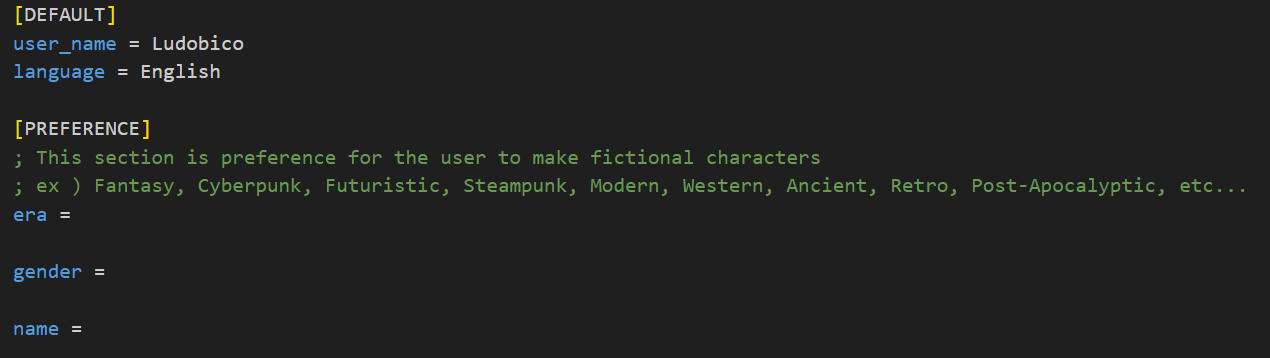 [DEFAULT]
user_name = Ludobico
language = English
[PREFERENCE]
; This section is preference for the user to make fictional characters
; ex ) Fantasy, Cyberpunk, Futuristic, Steampunk, Modern, Western, Ancient, Retro, Post-Apocalyptic, etc...
era =
gender =
name =